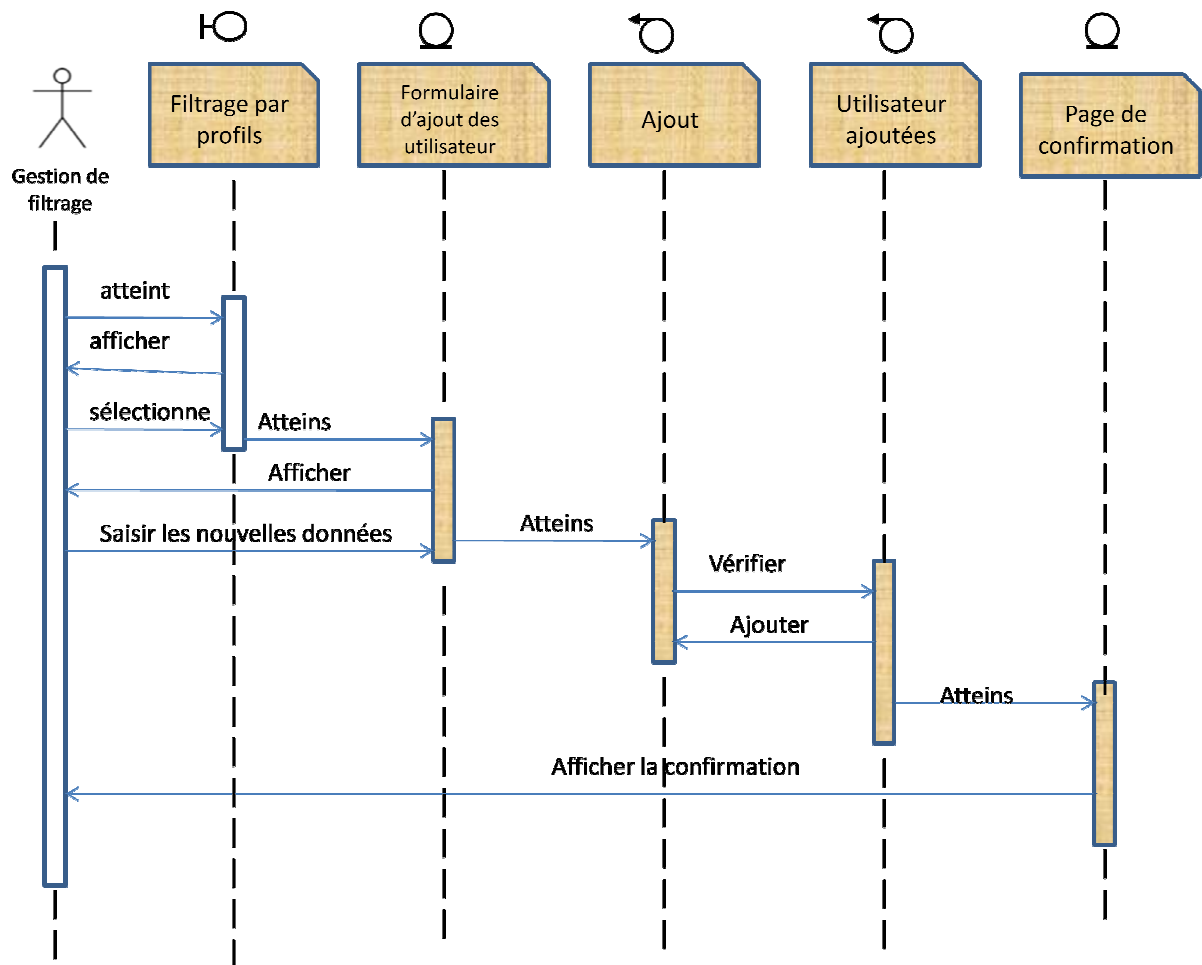 Filtrage par
profils
Formulaire
d'ajout des
utilisateur
Ajout
Utilisateur
ajoutées
Page de
confirmation
Gestion de
filtrage
atteint
afficher
sélectionne
Atteins
Afficher
Saisir les nouvelles données
Atteins
Vérifier
Ajouter
Atteins
Afficher la confirmation